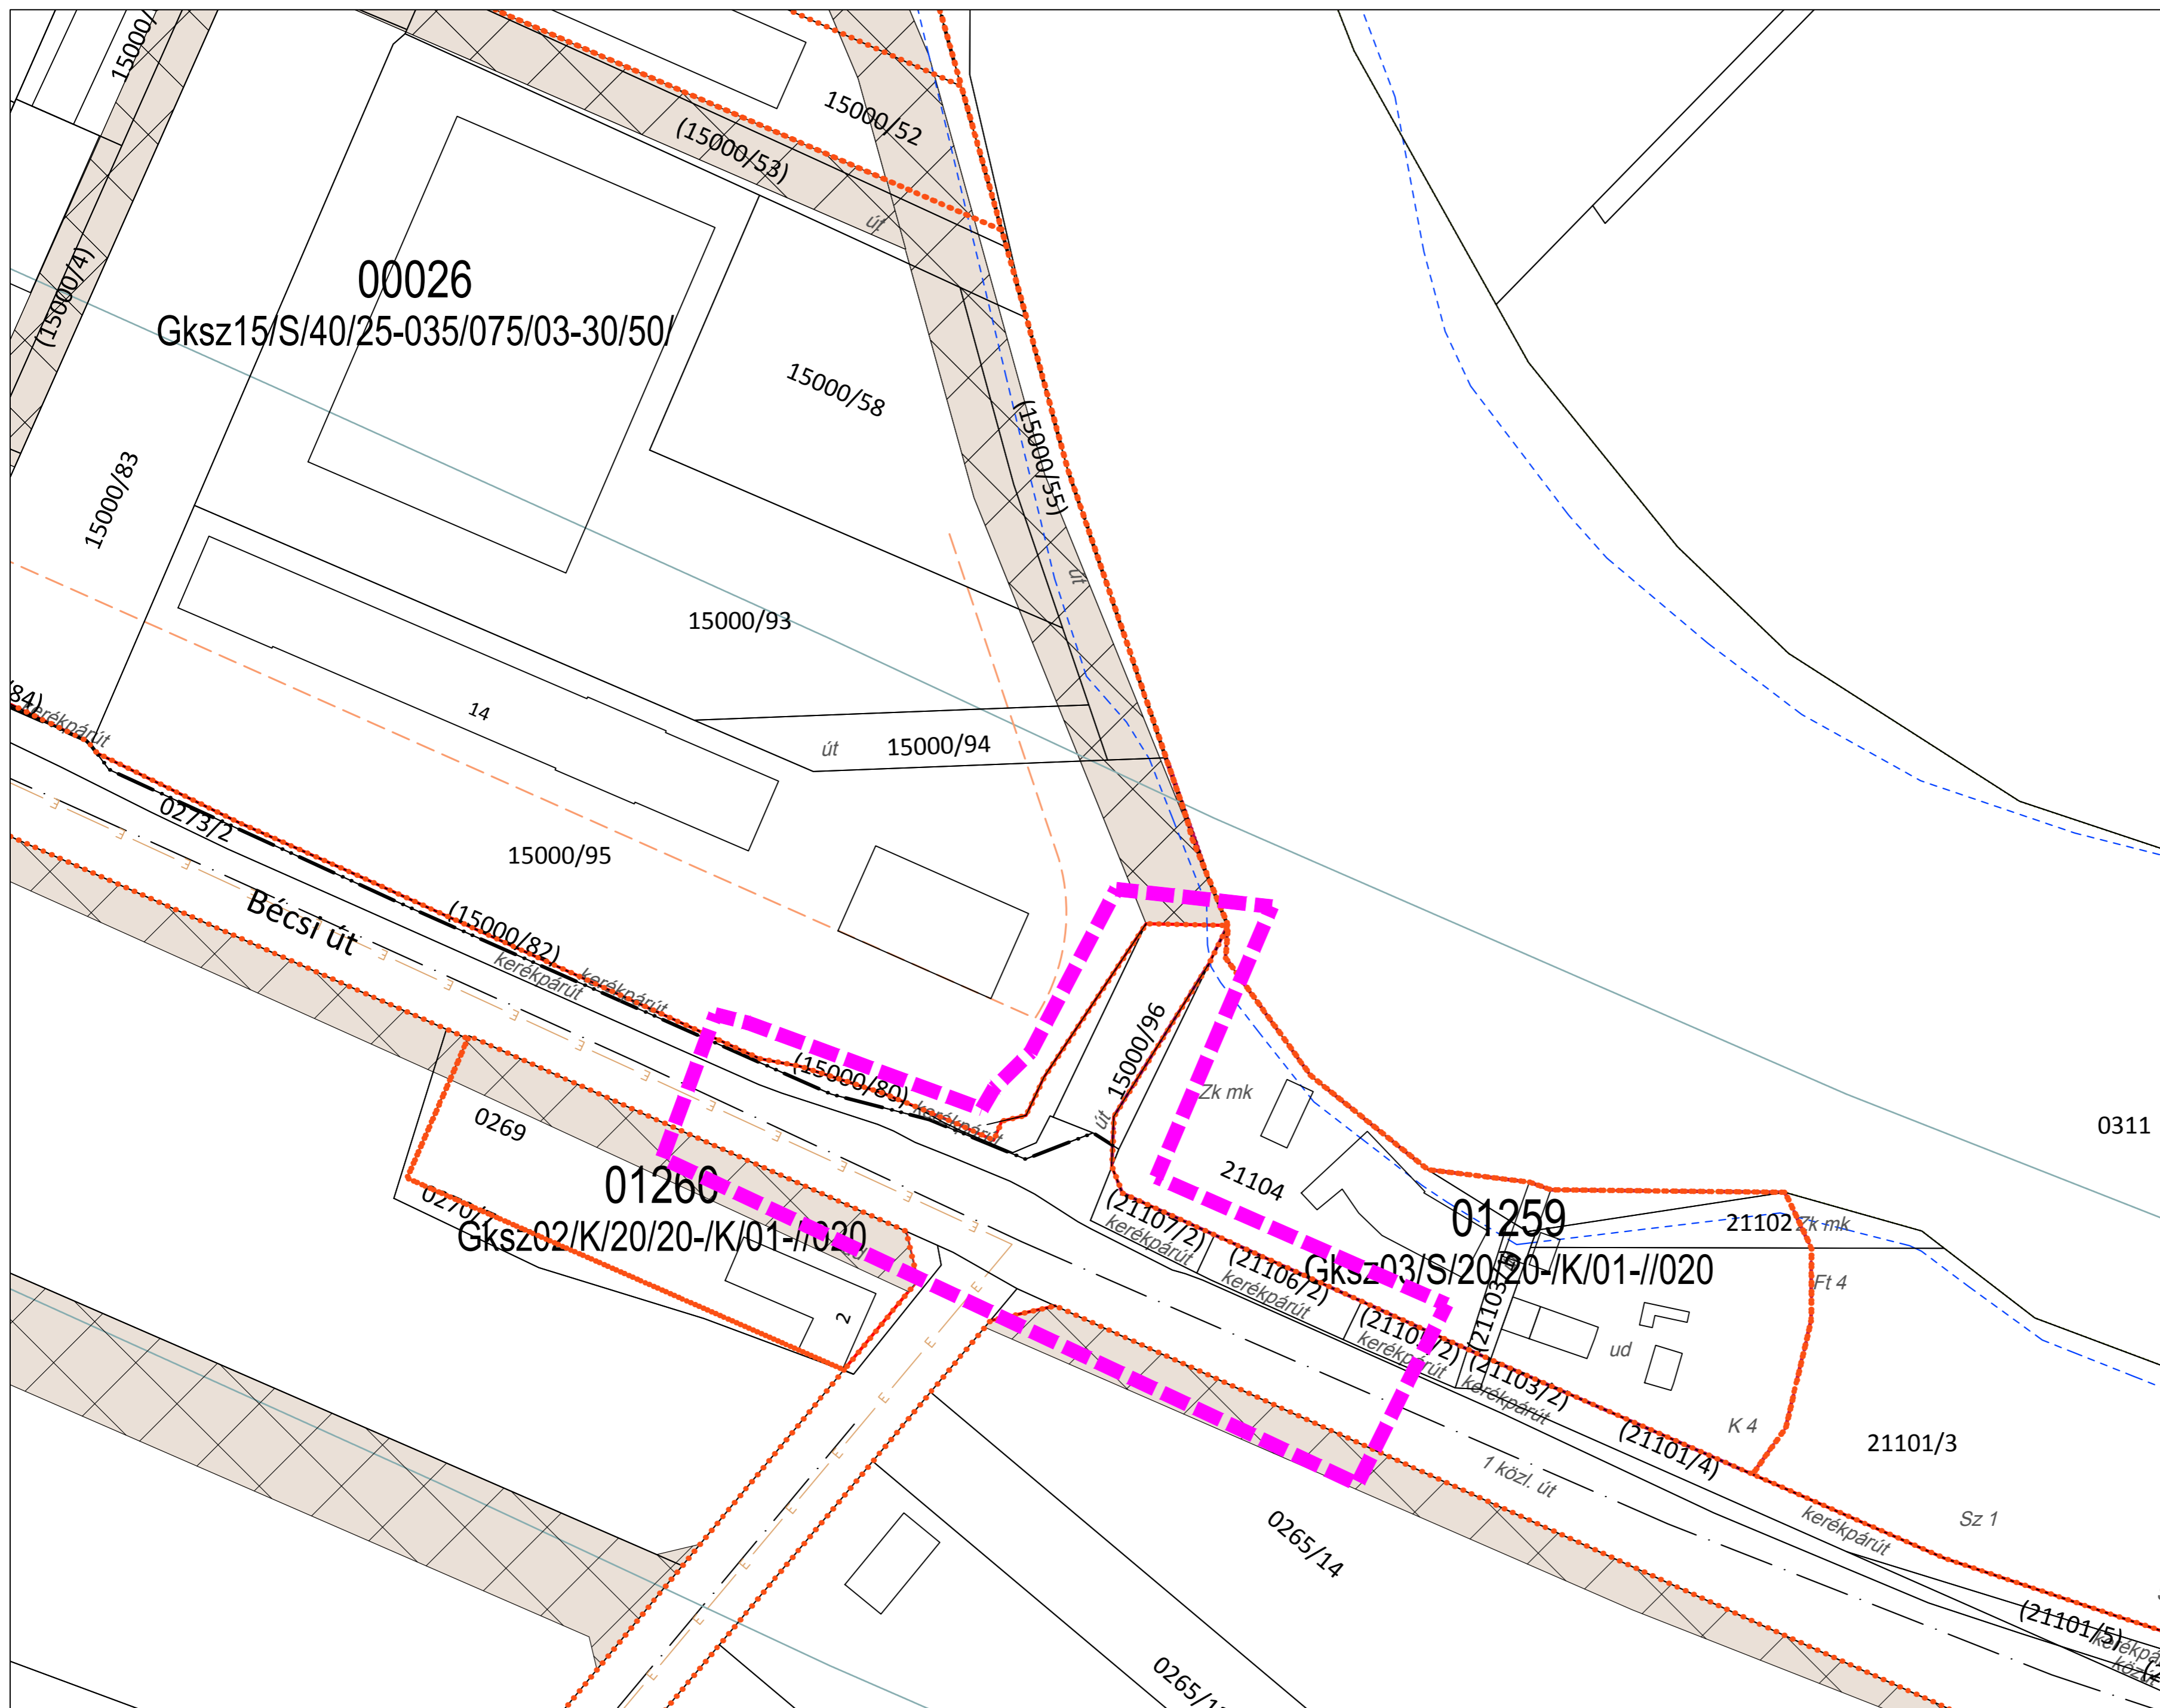 15000/
15000/52
(15000/53)
út
(15000/4)
00026
Gksz15/S/40/25-035/075/03-30/50/
15000/58
(15000/55)
út
15000/83
15000/93
út
15000/94
14
/84)
kerékpárút
0273/2
15000/95
Bécsi út
(15000/82)
kerékpárút
kerékpárút
15000/96
út
(15000/80)
kerékpárút
Zk mk
0269
01260
Gksz02/K/20/20-/K/01-//020
ud
2
21104
0311
01259
Gksz03/S/20/20-/K/01-//020
21102
Zk mk
Ft 4
(21107/2)
kerékpárút
(21106/2)
kerékpárút
kerékpárút
(21103/2)
kerékpárút
ud
K 4
(21101/4)
21101/3
1 közl. út
kerékpárút
Sz 1
0265/14
(21101/5)